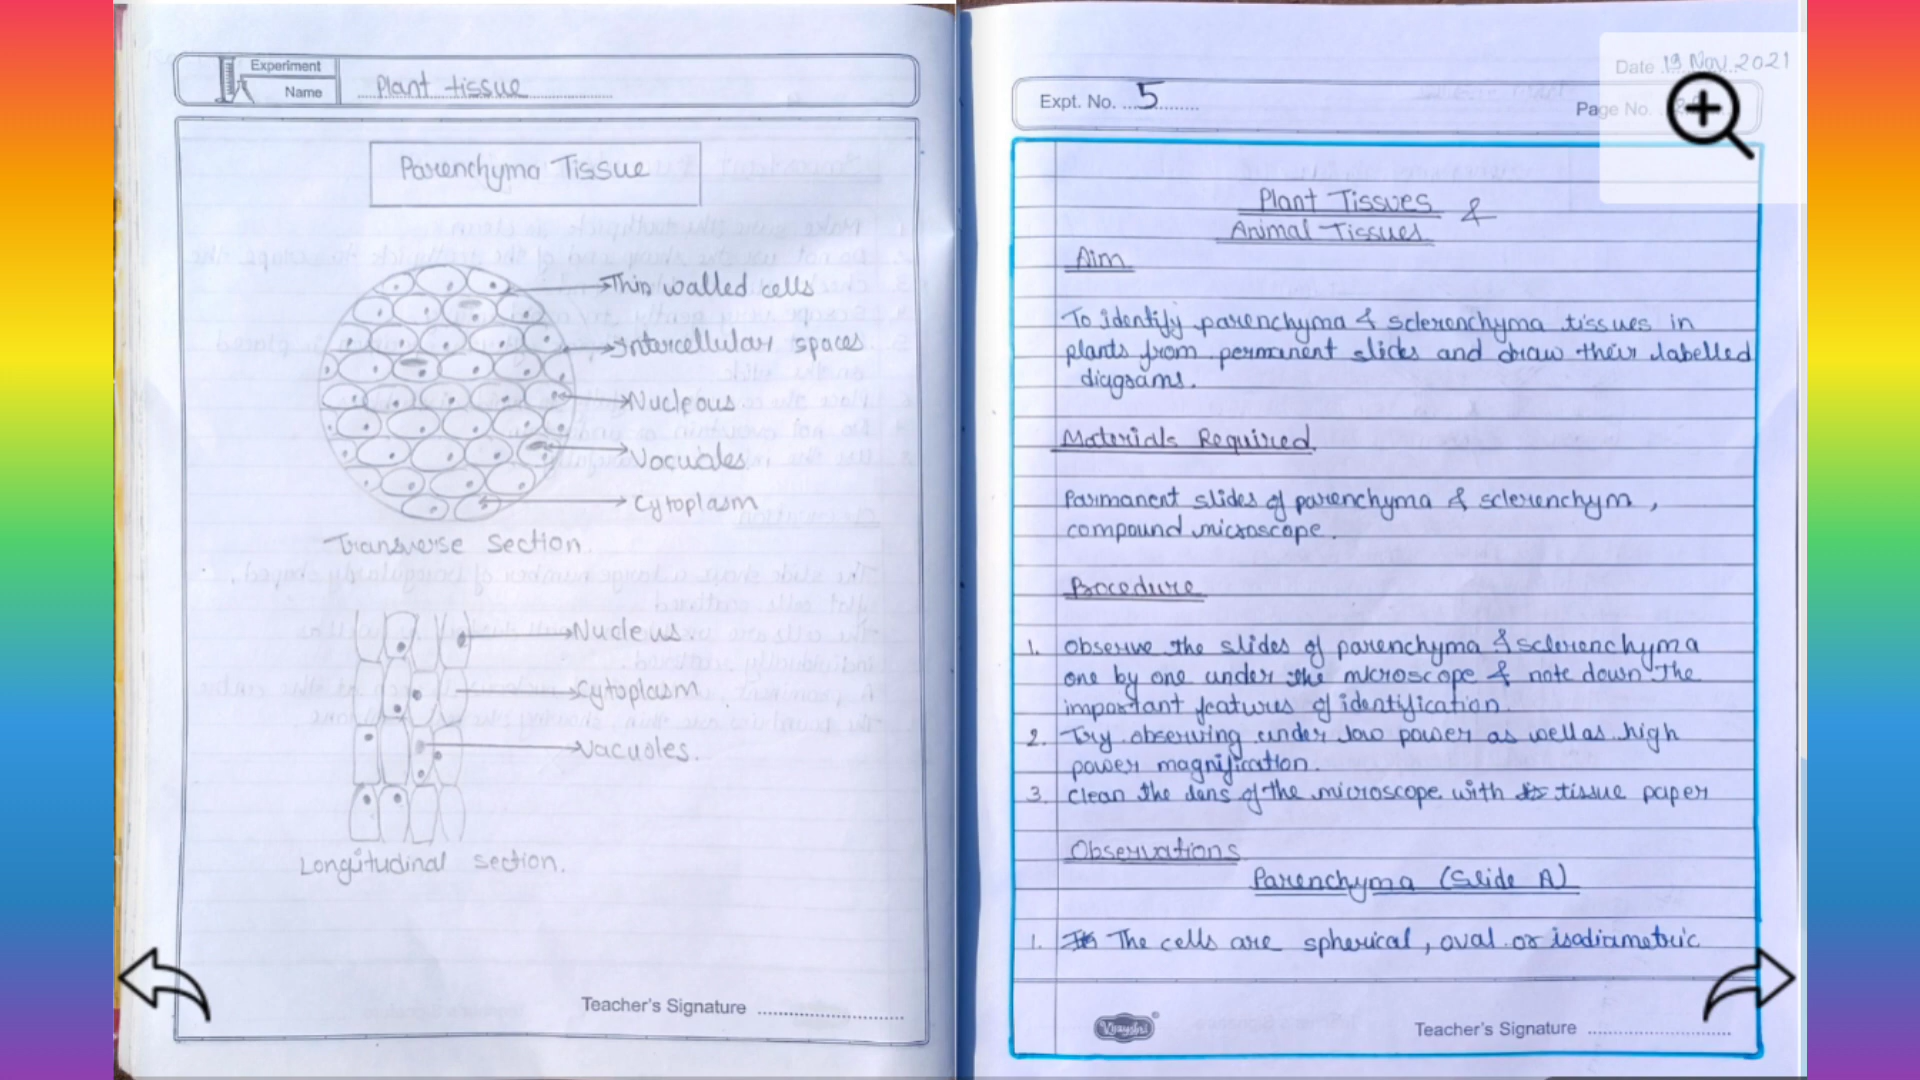 Experiment
Name
Plant tissue
Parenchyma Tissue
Thin walled cells
Intercellular spaces
Nucleous
Vacuoles
Cytoplasm
Transverse Section
Nucleus
Cytoplasm
Vacuoles.
Longitudinal section.
Teacher's Signature
Date 19 Nov 2021
Expt. No. 5
Page No.
Plant Tissues &
Animal Tissues
Aim
To identify parenchyma & sclerenchyma tissues in
plants from permanent slides and draw their labelled
diagrams.
Materials Required
Parmanent slides of parenchyma & sclerenchym ,
compound microscope.
Procedure
1. Observe the slides of parenchyma & sclerenchyma
one by one under the microscope & note down the
important features of identification.
2. Try observing under low power as well as high
power magnification.
3. Clean the lens of the microscope with tissue paper
Observations
Parenchyma (Slide A)
1. The cells are spherical, oval or isodiametric
Vijayshri
Teacher's Signature